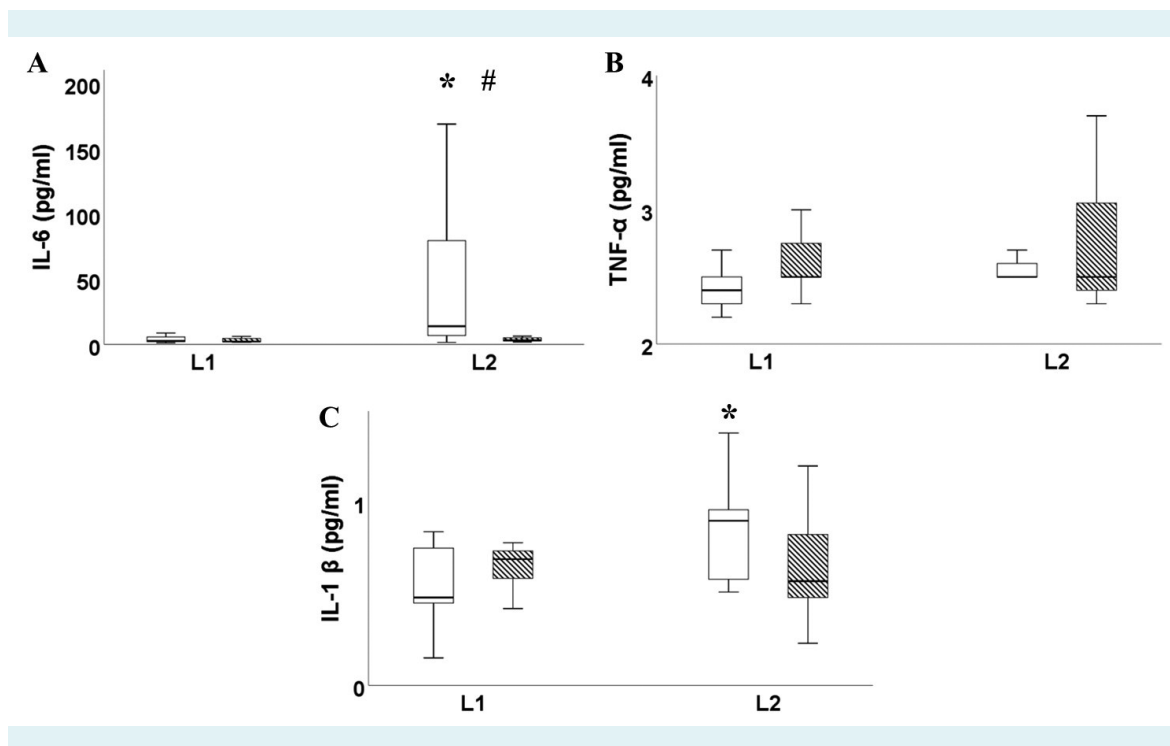 A
IL-6 (pg/ml)
200
150
100
50
0
* #
L1 L2
B
TNF-α (pg/ml)
4
3
2
L1 L2
C
IL-1 β (pg/ml)
1
0
*
L1 L2